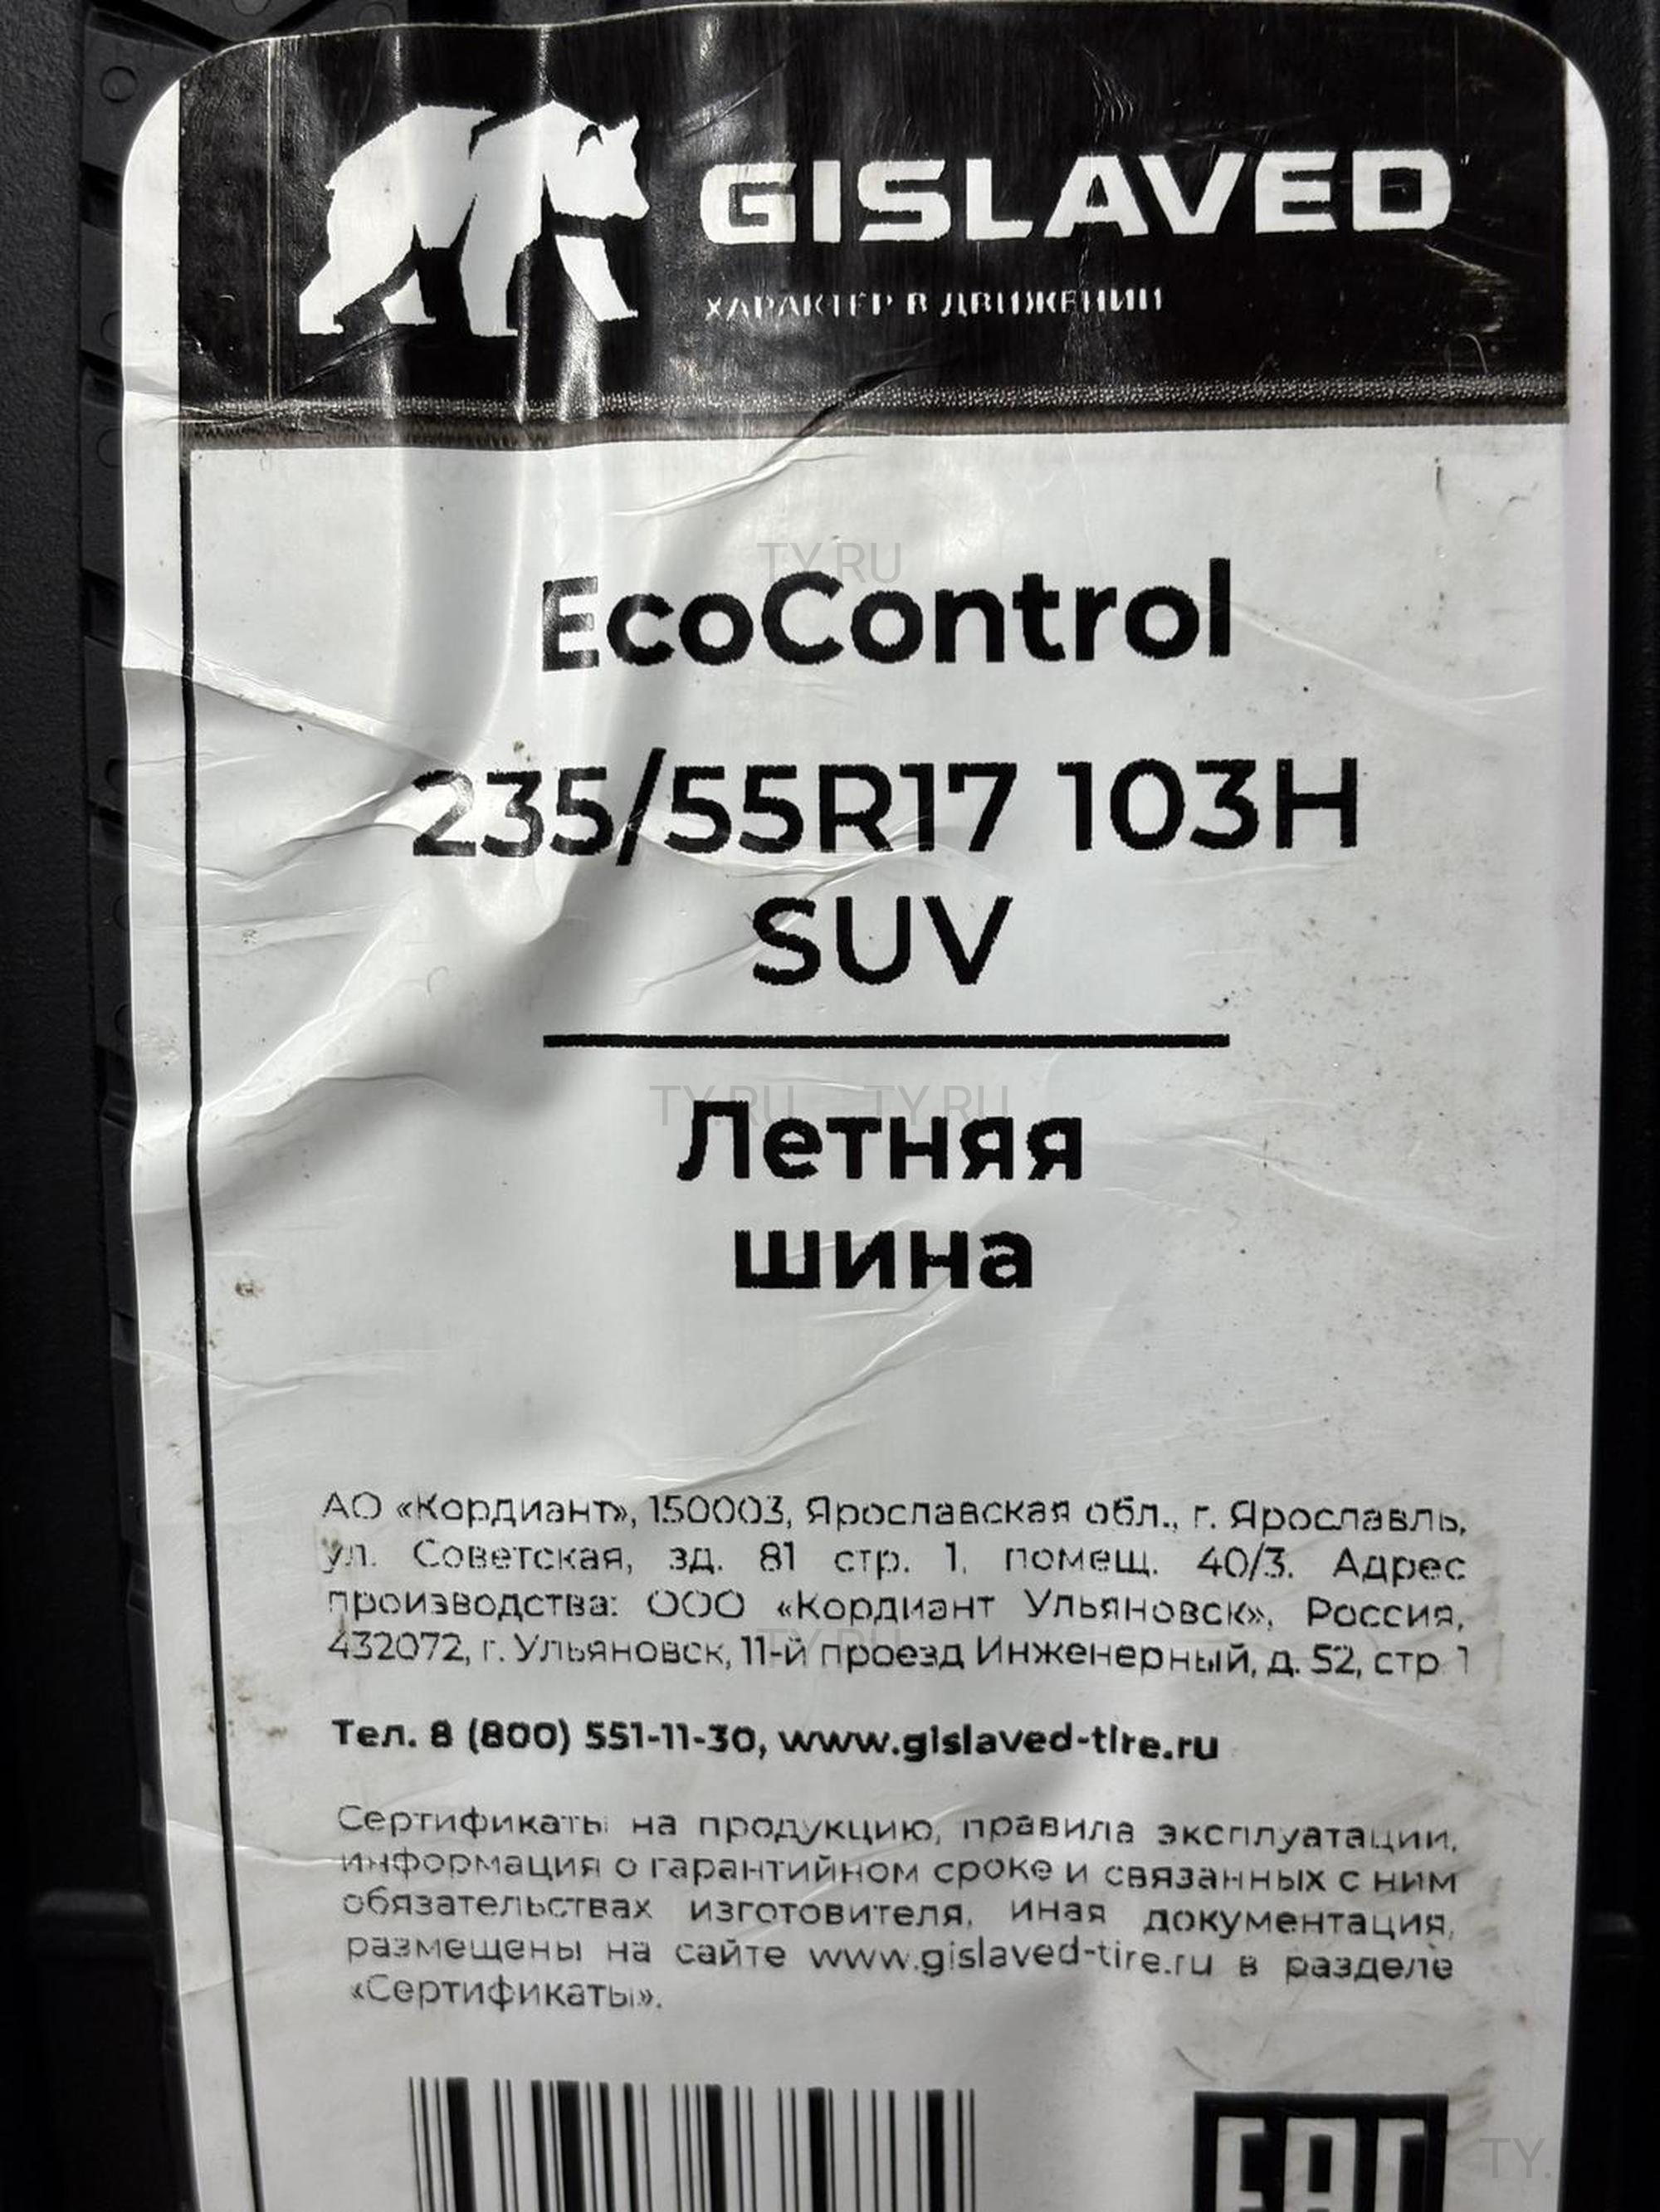 GISLAVED
ХАРАКТЕР В ДВИЖЕНИИ
TY.RU
EcoControl
235/55R17 103H
SUV
TY.RU TY.RU
Летняя
шина
АО «Кордиант», 150003, Ярославская обл., г. Ярославль,
ул. Советская, зд. 81 стр. 1, помещ. 40/3. Адрес
производства: ООО «Кордиант Ульяновск», Россия,
TY.RU
432072, г. Ульяновск, 11-й проезд Инженерный, д. 52, стр 1
Тел. 8 (800) 551-11-30, www.gislaved-tire.ru
Сертификаты на продукцию, правила эксплуатации,
информация о гарантийном сроке и связанных с ним
обязательствах изготовителя, иная документация,
размещены на сайте www.gislaved-tire.ru в разделе
«Сертификаты».
EAC
TY.